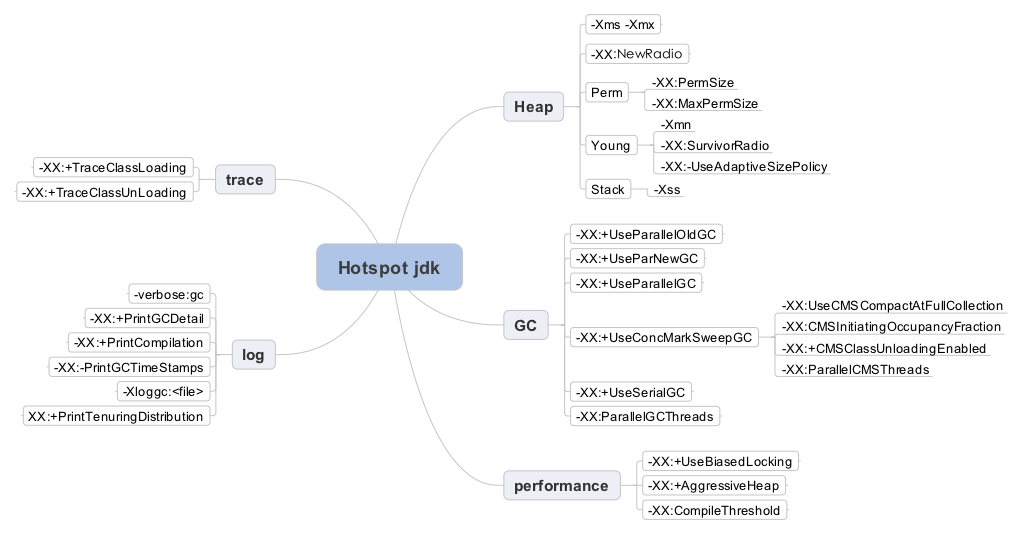 Hotspot jdk
Heap
-Xms -Xmx
-XX:NewRadio
Perm
-XX:PermSize
-XX:MaxPermSize
Young
-Xmn
-XX:SurvivorRadio
-XX:-UseAdaptiveSizePolicy
Stack
-Xss
GC
-XX:+UseParallelOldGC
-XX:+UseParNewGC
-XX:+UseParallelGC
-XX:+UseConcMarkSweepGC
-XX:UseCMSCompactAtFullCollection
-XX:CMSInitiatingOccupancyFraction
-XX:+CMSClassUnloadingEnabled
-XX:ParallelCMSThreads
-XX:+UseSerialGC
-XX:ParallelGCThreads
performance
-XX:+UseBiasedLocking
-XX:+AggressiveHeap
-XX:CompileThreshold
trace
-XX:+TraceClassLoading
-XX:+TraceClassUnLoading
log
-verbose:gc
-XX:+PrintGCDetail
-XX:+PrintCompilation
-XX:-PrintGCTimeStamps
-Xloggc:<file>
XX:+PrintTenuringDistribution